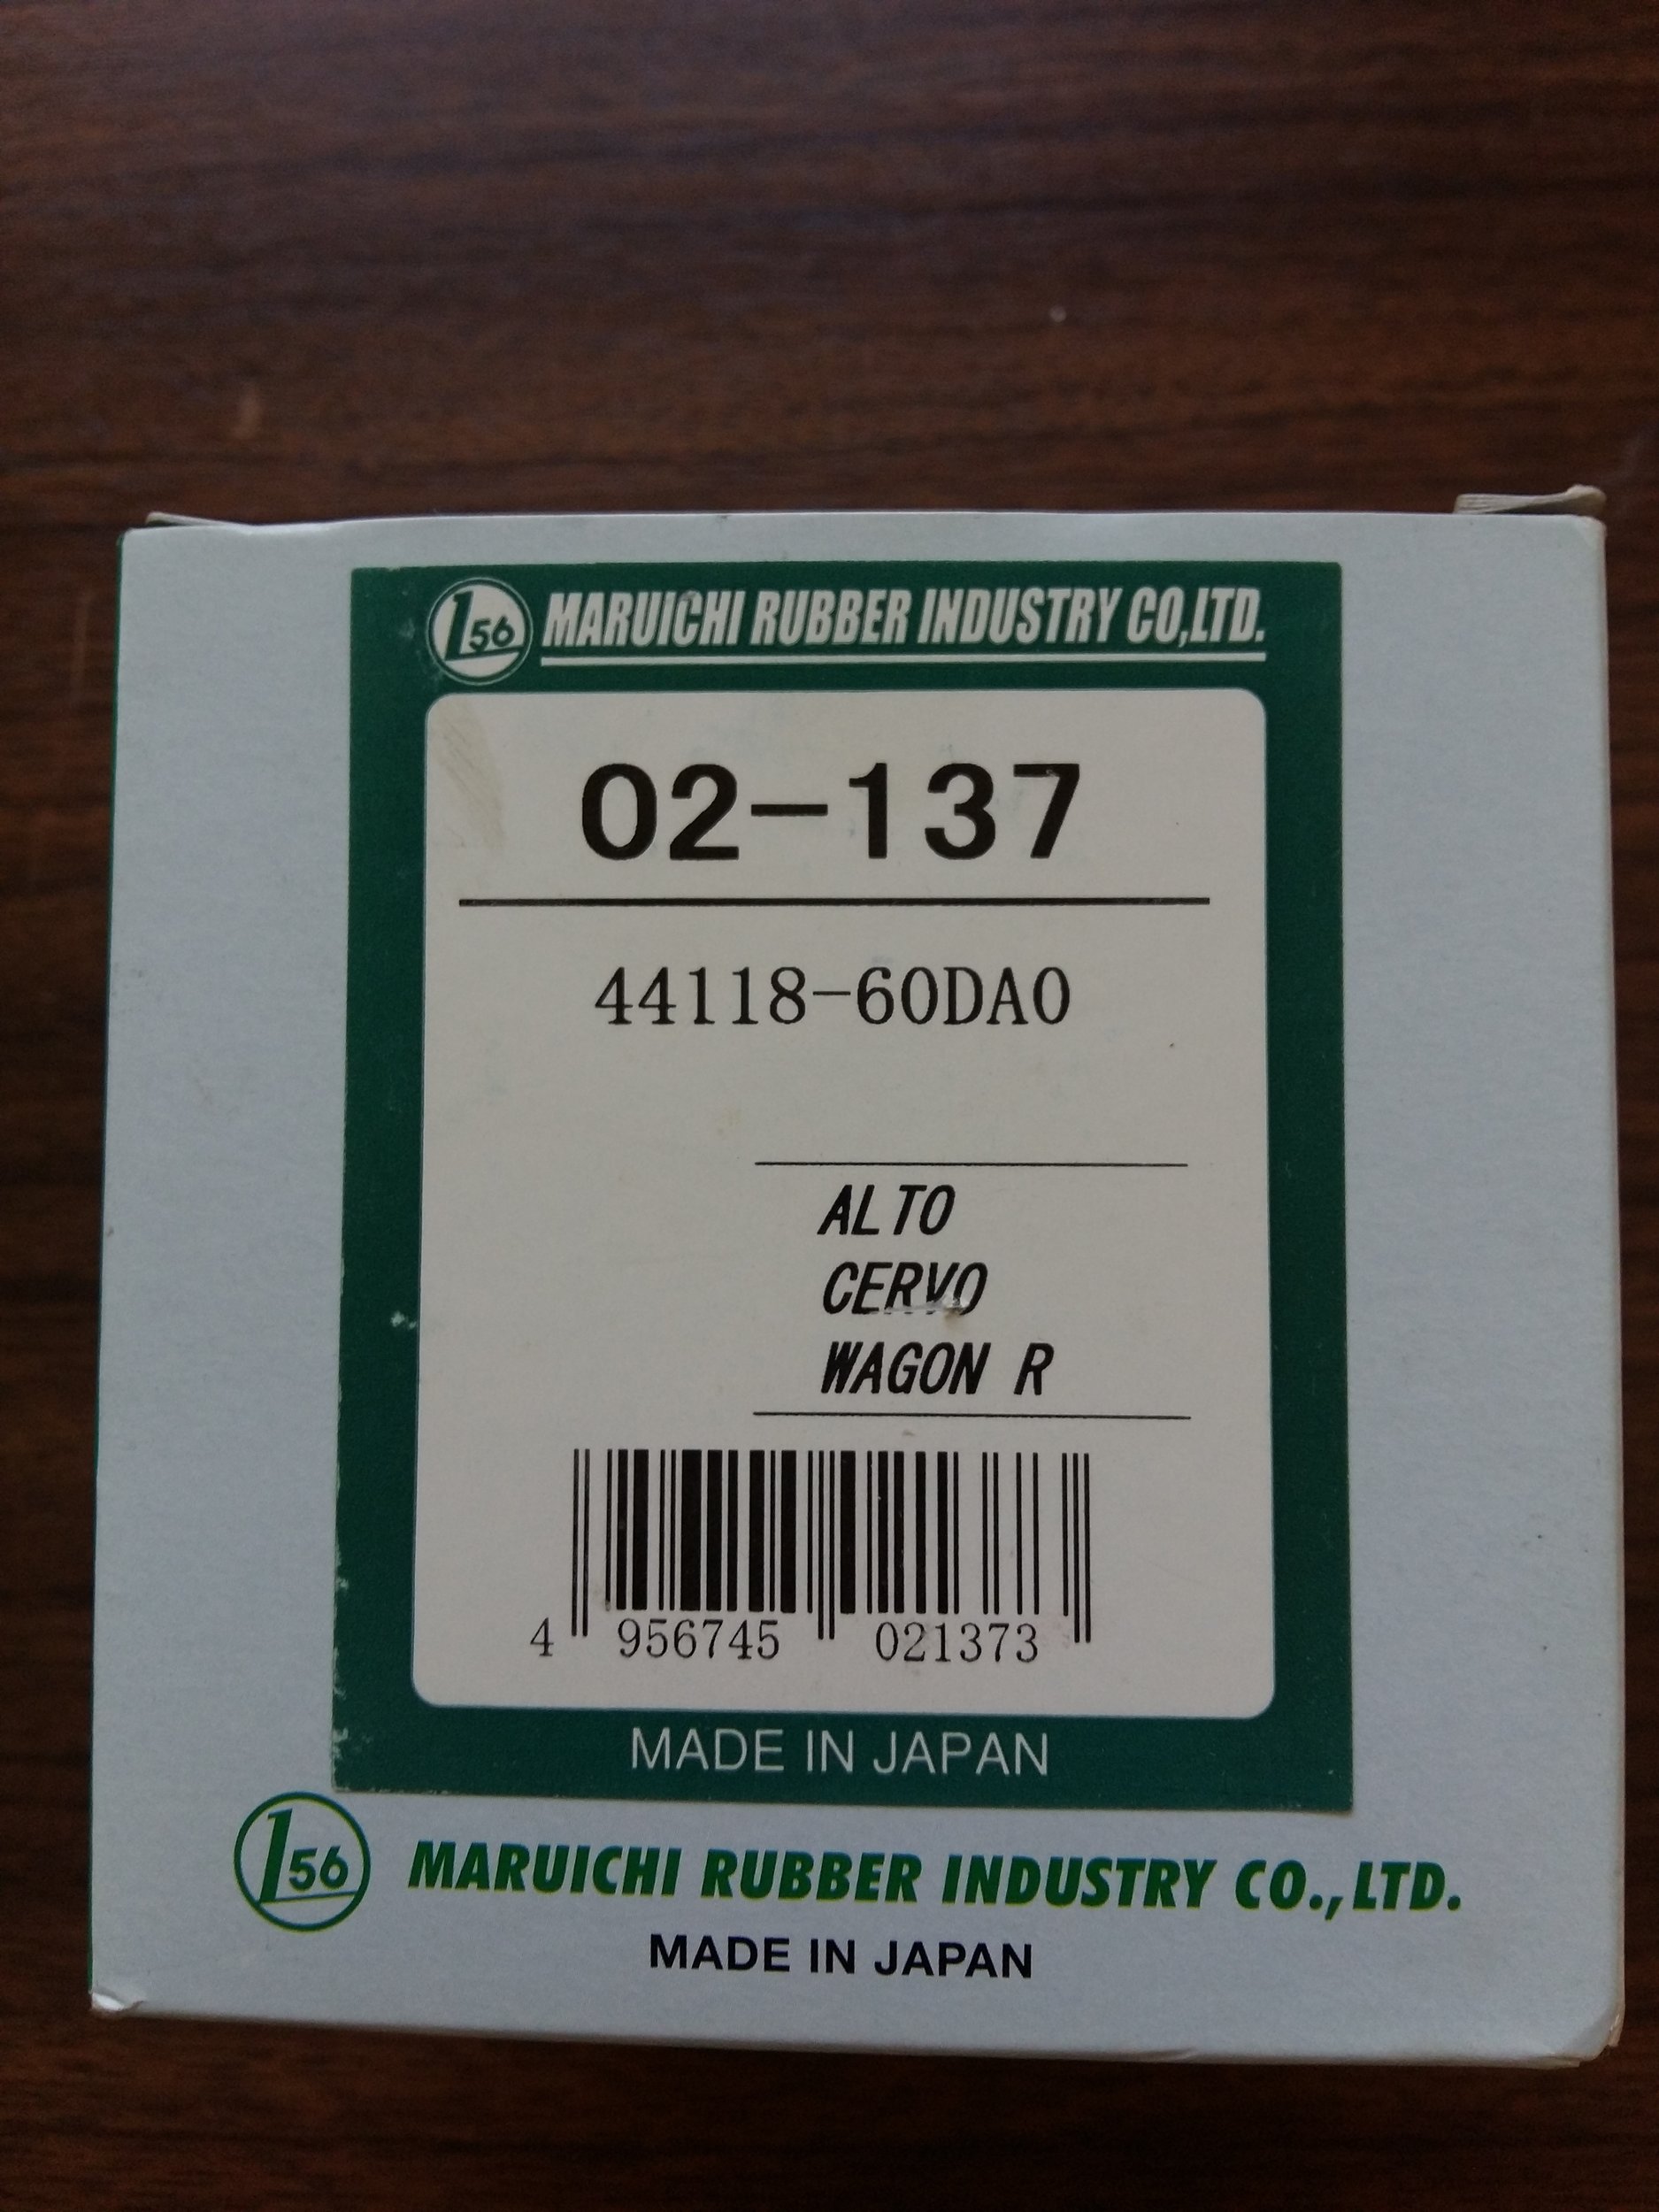 156 MARUICHI RUBBER INDUSTRY CO,LTD.
02-137
44118-60DA0
ALTO
CERVO
WAGON R
4 956745 021373
MADE IN JAPAN
156 MARUICHI RUBBER INDUSTRY CO.,LTD.
MADE IN JAPAN